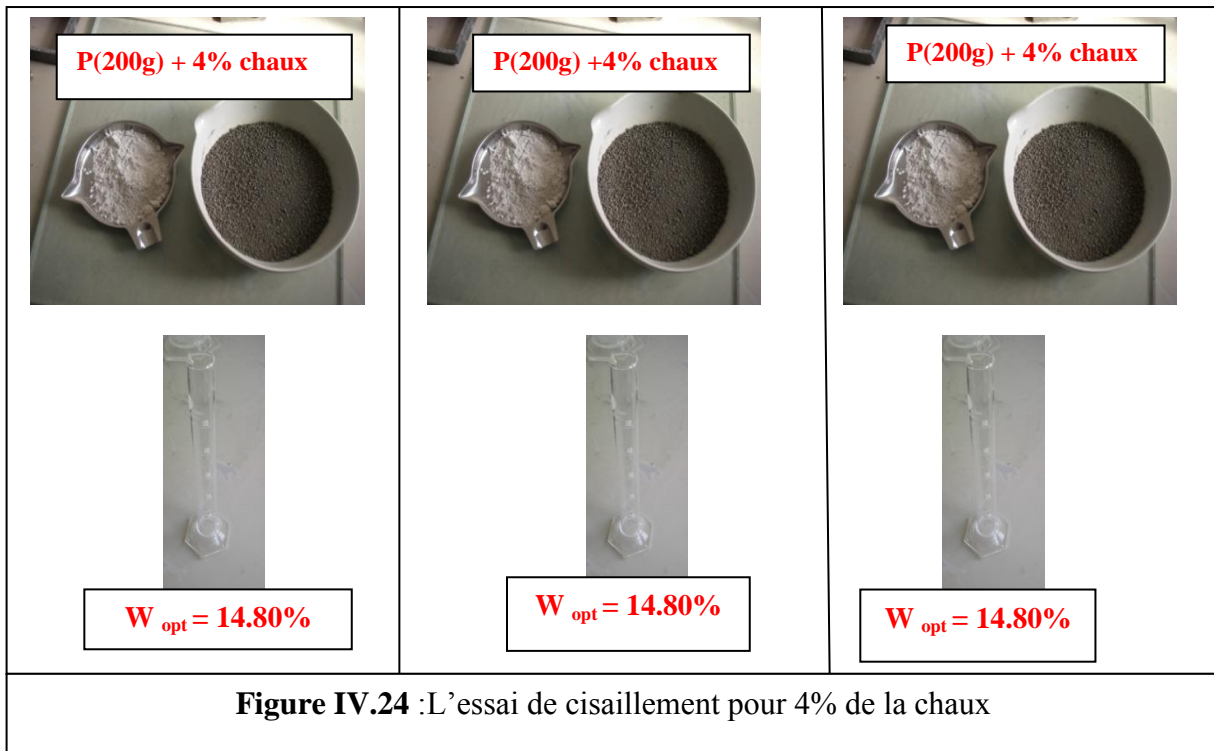 P(200g) + 4% chaux
P(200g) +4% chaux
P(200g) + 4% chaux
W opt = 14.80%
W opt = 14.80%
W opt = 14.80%
Figure IV.24 :L’essai de cisaillement pour 4% de la chaux